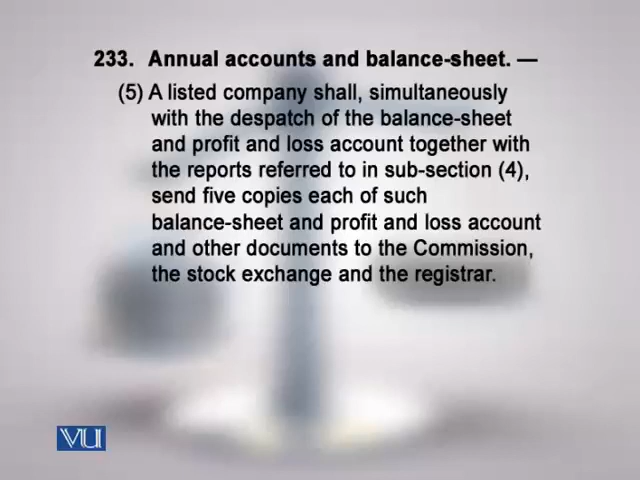 233. Annual accounts and balance-sheet. —
(5) A listed company shall, simultaneously
with the despatch of the balance-sheet
and profit and loss account together with
the reports referred to in sub-section (4),
send five copies each of such
balance-sheet and profit and loss account
and other documents to the Commission,
the stock exchange and the registrar.
VU